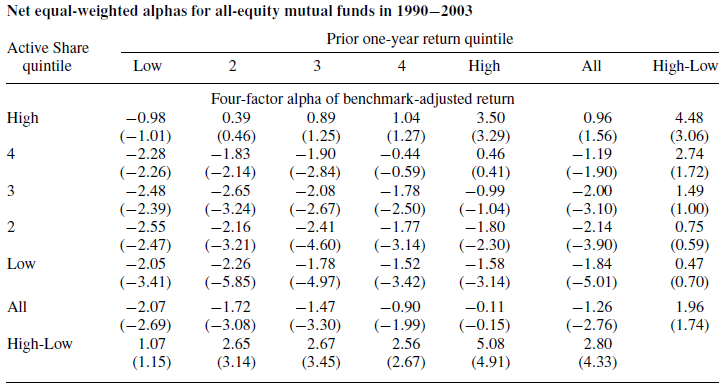 Net equal-weighted alphas for all-equity mutual funds in 1990–2003
Prior one-year return quintile
Active Share
quintile Low 2 3 4 High All High-Low
Four-factor alpha of benchmark-adjusted return
High −0.98 0.39 0.89 1.04 3.50 0.96 4.48
(−1.01) (0.46) (1.25) (1.27) (3.29) (1.56) (3.06)
4 −2.28 −1.83 −1.90 −0.44 0.46 −1.19 2.74
(−2.26) (−2.14) (−2.84) (−0.59) (0.41) (−1.90) (1.72)
3 −2.48 −2.65 −2.08 −1.78 −0.99 −2.00 1.49
(−2.39) (−3.24) (−2.67) (−2.50) (−1.04) (−3.10) (1.00)
2 −2.55 −2.16 −2.41 −1.77 −1.80 −2.14 0.75
(−2.47) (−3.21) (−4.60) (−3.14) (−2.30) (−3.90) (0.59)
Low −2.05 −2.26 −1.78 −1.52 −1.58 −1.84 0.47
(−3.41) (−5.85) (−4.97) (−3.42) (−3.14) (−5.01) (0.70)
All −2.07 −1.72 −1.47 −0.90 −0.11 −1.26 1.96
(−2.69) (−3.08) (−3.30) (−1.99) (−0.15) (−2.76) (1.74)
High-Low 1.07 2.65 2.67 2.56 5.08 2.80
(1.15) (3.14) (3.45) (2.67) (4.91) (4.33)